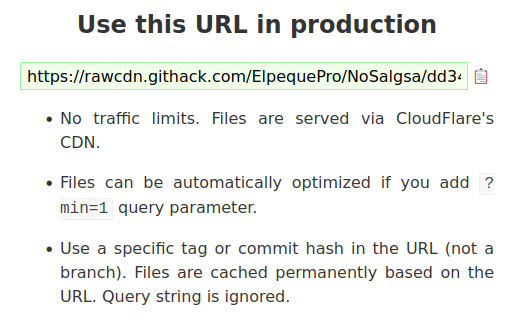 Use this URL in production
https://rawcdn.githack.com/ElpequePro/NoSalgsa/dd34
• No traffic limits. Files are served via CloudFlare's
CDN.
• Files can be automatically optimized if you add ?
min=1 query parameter.
• Use a specific tag or commit hash in the URL (not a
branch). Files are cached permanently based on the
URL. Query string is ignored.